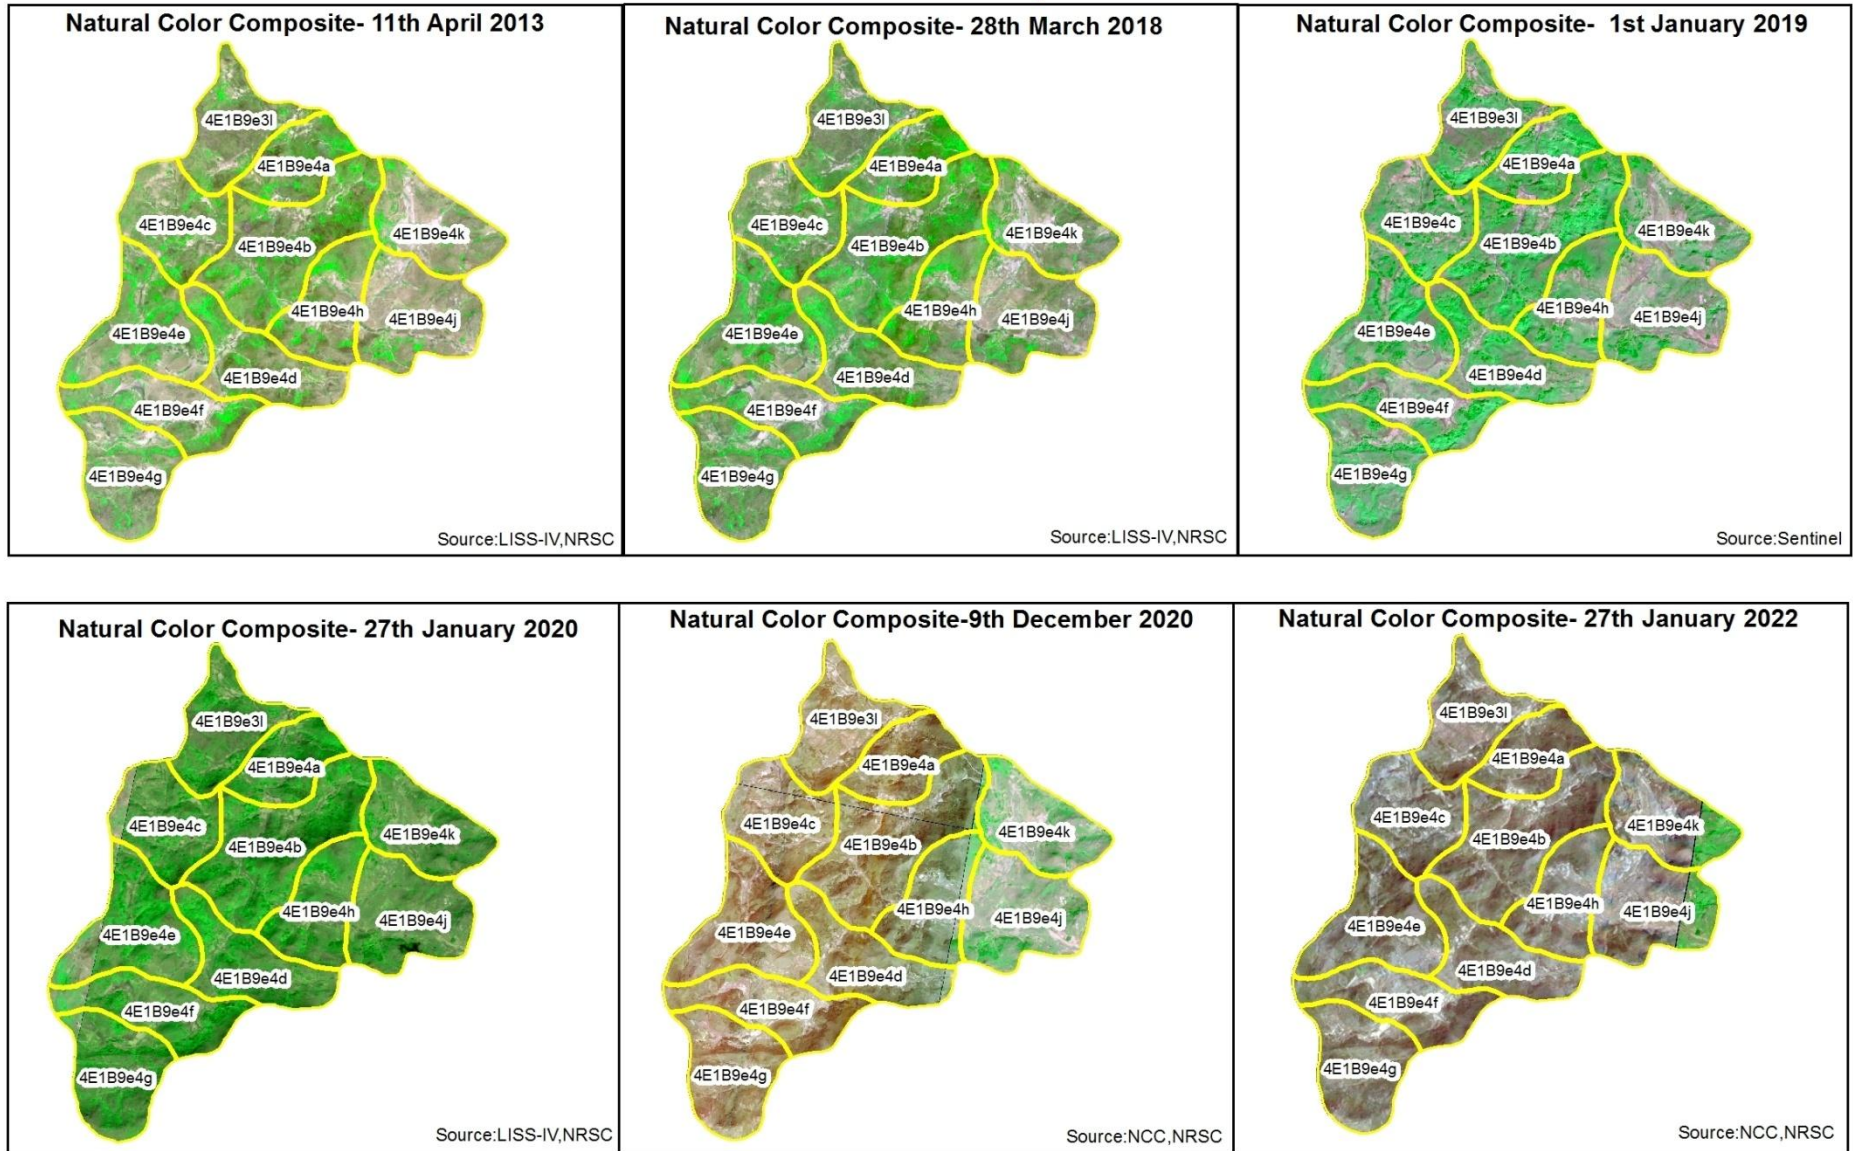 Natural Color Composite- 11th April 2013
4E1B9e3l
4E1B9e4a
4E1B9e4c
4E1B9e4k
4E1B9e4b
4E1B9e4h
4E1B9e4j
4E1B9e4e
4E1B9e4d
4E1B9e4f
4E1B9e4g
Source:LISS-IV,NRSC
Natural Color Composite- 28th March 2018
4E1B9e3l
4E1B9e4a
4E1B9e4c
4E1B9e4k
4E1B9e4b
4E1B9e4h
4E1B9e4j
4E1B9e4e
4E1B9e4d
4E1B9e4f
4E1B9e4g
Source:LISS-IV,NRSC
Natural Color Composite- 1st January 2019
4E1B9e3l
4E1B9e4a
4E1B9e4c
4E1B9e4k
4E1B9e4b
4E1B9e4h
4E1B9e4j
4E1B9e4e
4E1B9e4d
4E1B9e4f
4E1B9e4g
Source:Sentinel
Natural Color Composite- 27th January 2020
4E1B9e3l
4E1B9e4a
4E1B9e4c
4E1B9e4k
4E1B9e4b
4E1B9e4h
4E1B9e4j
4E1B9e4e
4E1B9e4d
4E1B9e4f
4E1B9e4g
Source:LISS-IV,NRSC
Natural Color Composite-9th December 2020
4E1B9e3l
4E1B9e4a
4E1B9e4c
4E1B9e4k
4E1B9e4b
4E1B9e4h
4E1B9e4j
4E1B9e4e
4E1B9e4d
4E1B9e4f
4E1B9e4g
Source:NCC,NRSC
Natural Color Composite- 27th January 2022
4E1B9e3l
4E1B9e4a
4E1B9e4c
4E1B9e4k
4E1B9e4b
4E1B9e4h
4E1B9e4j
4E1B9e4e
4E1B9e4d
4E1B9e4f
4E1B9e4g
Source:NCC,NRSC